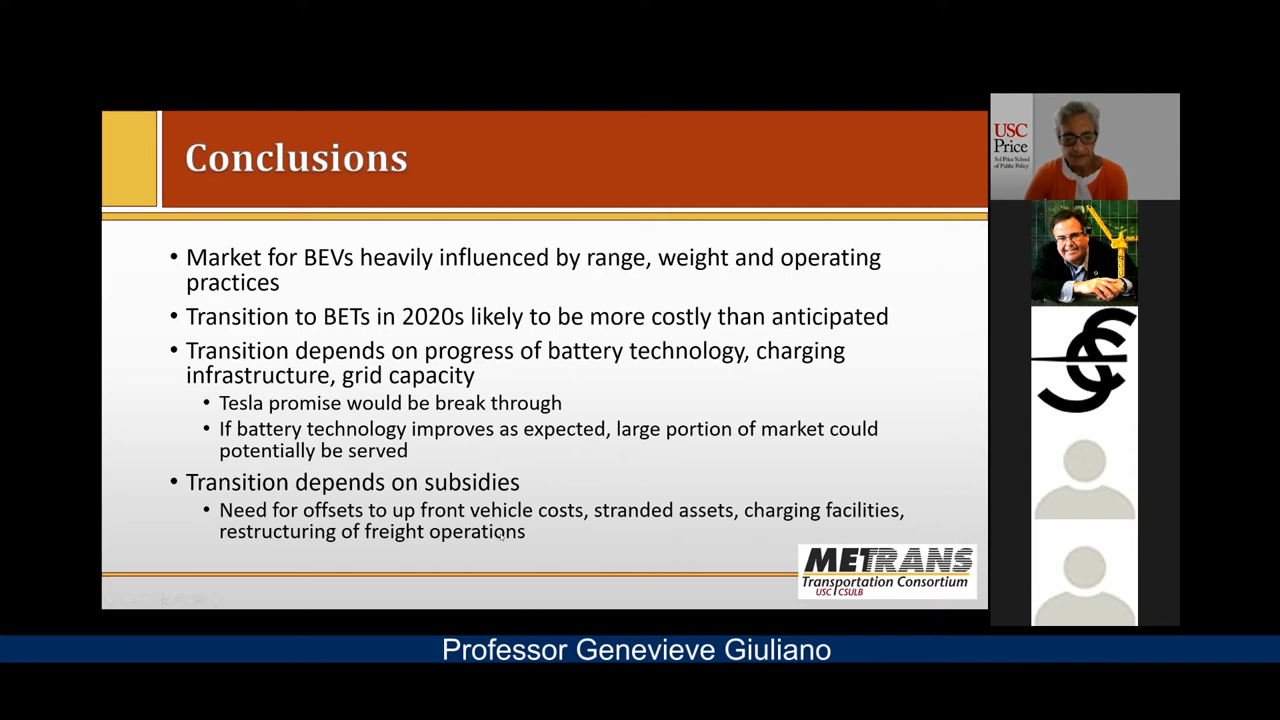 Conclusions
• Market for BEVs heavily influenced by range, weight and operating
practices
• Transition to BETs in 2020s likely to be more costly than anticipated
• Transition depends on progress of battery technology, charging
infrastructure, grid capacity
• Tesla promise would be break through
• If battery technology improves as expected, large portion of market could
potentially be served
• Transition depends on subsidies
• Need for offsets to up front vehicle costs, stranded assets, charging facilities,
restructuring of freight operations
METRANS
Transportation Consortium
USC CSULB
USC
Price
Sol Price School
of Public Policy
Professor Genevieve Giuliano